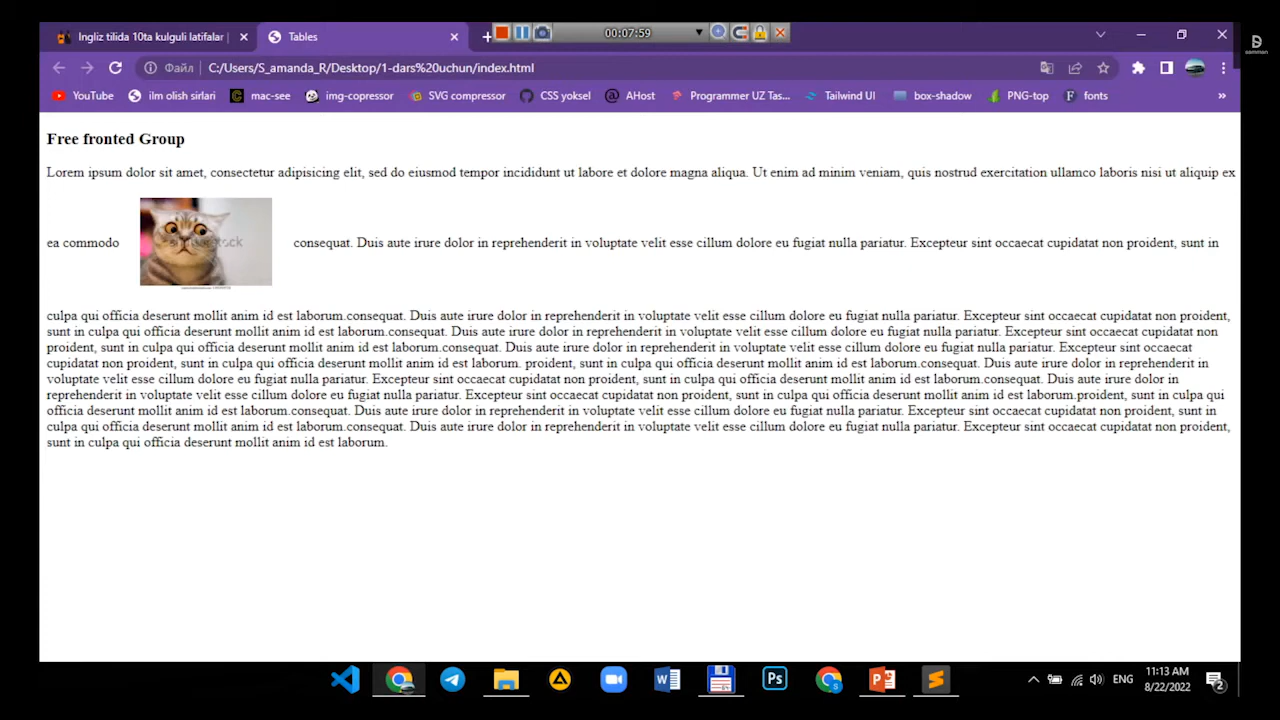 Ingliz tilida 10ta kulguli latifalar |
Tables
00:07:59
Файл
C:/Users/S_amanda_R/Desktop/1-dars%20uchun/index.html
YouTube
ilm olish sirlari
mac-see
img-copressor
SVG compressor
CSS yoksel
AHost
Programmer UZ Tas...
Tailwind UI
box-shadow
PNG-top
fonts
»
Free fronted Group
Lorem ipsum dolor sit amet, consectetur adipisicing elit, sed do eiusmod tempor incididunt ut labore et dolore magna aliqua. Ut enim ad minim veniam, quis nostrud exercitation ullamco laboris nisi ut aliquip ex
ea commodo consequat. Duis aute irure dolor in reprehenderit in voluptate velit esse cillum dolore eu fugiat nulla pariatur. Excepteur sint occaecat cupidatat non proident, sunt in
culpa qui officia deserunt mollit anim id est laborum.consequat. Duis aute irure dolor in reprehenderit in voluptate velit esse cillum dolore eu fugiat nulla pariatur. Excepteur sint occaecat cupidatat non proident,
sunt in culpa qui officia deserunt mollit anim id est laborum.consequat. Duis aute irure dolor in reprehenderit in voluptate velit esse cillum dolore eu fugiat nulla pariatur. Excepteur sint occaecat cupidatat non
proident, sunt in culpa qui officia deserunt mollit anim id est laborum.consequat. Duis aute irure dolor in reprehenderit in voluptate velit esse cillum dolore eu fugiat nulla pariatur. Excepteur sint occaecat
cupidatat non proident, sunt in culpa qui officia deserunt mollit anim id est laborum. proident, sunt in culpa qui officia deserunt mollit anim id est laborum.consequat. Duis aute irure dolor in reprehenderit in
voluptate velit esse cillum dolore eu fugiat nulla pariatur. Excepteur sint occaecat cupidatat non proident, sunt in culpa qui officia deserunt mollit anim id est laborum.consequat. Duis aute irure dolor in
reprehenderit in voluptate velit esse cillum dolore eu fugiat nulla pariatur. Excepteur sint occaecat cupidatat non proident, sunt in culpa qui officia deserunt mollit anim id est laborum.proident, sunt in culpa qui
officia deserunt mollit anim id est laborum.consequat. Duis aute irure dolor in reprehenderit in voluptate velit esse cillum dolore eu fugiat nulla pariatur. Excepteur sint occaecat cupidatat non proident, sunt in
culpa qui officia deserunt mollit anim id est laborum.consequat. Duis aute irure dolor in reprehenderit in voluptate velit esse cillum dolore eu fugiat nulla pariatur. Excepteur sint occaecat cupidatat non proident,
sunt in culpa qui officia deserunt mollit anim id est laborum.
ENG
11:13 AM
8/22/2022
2